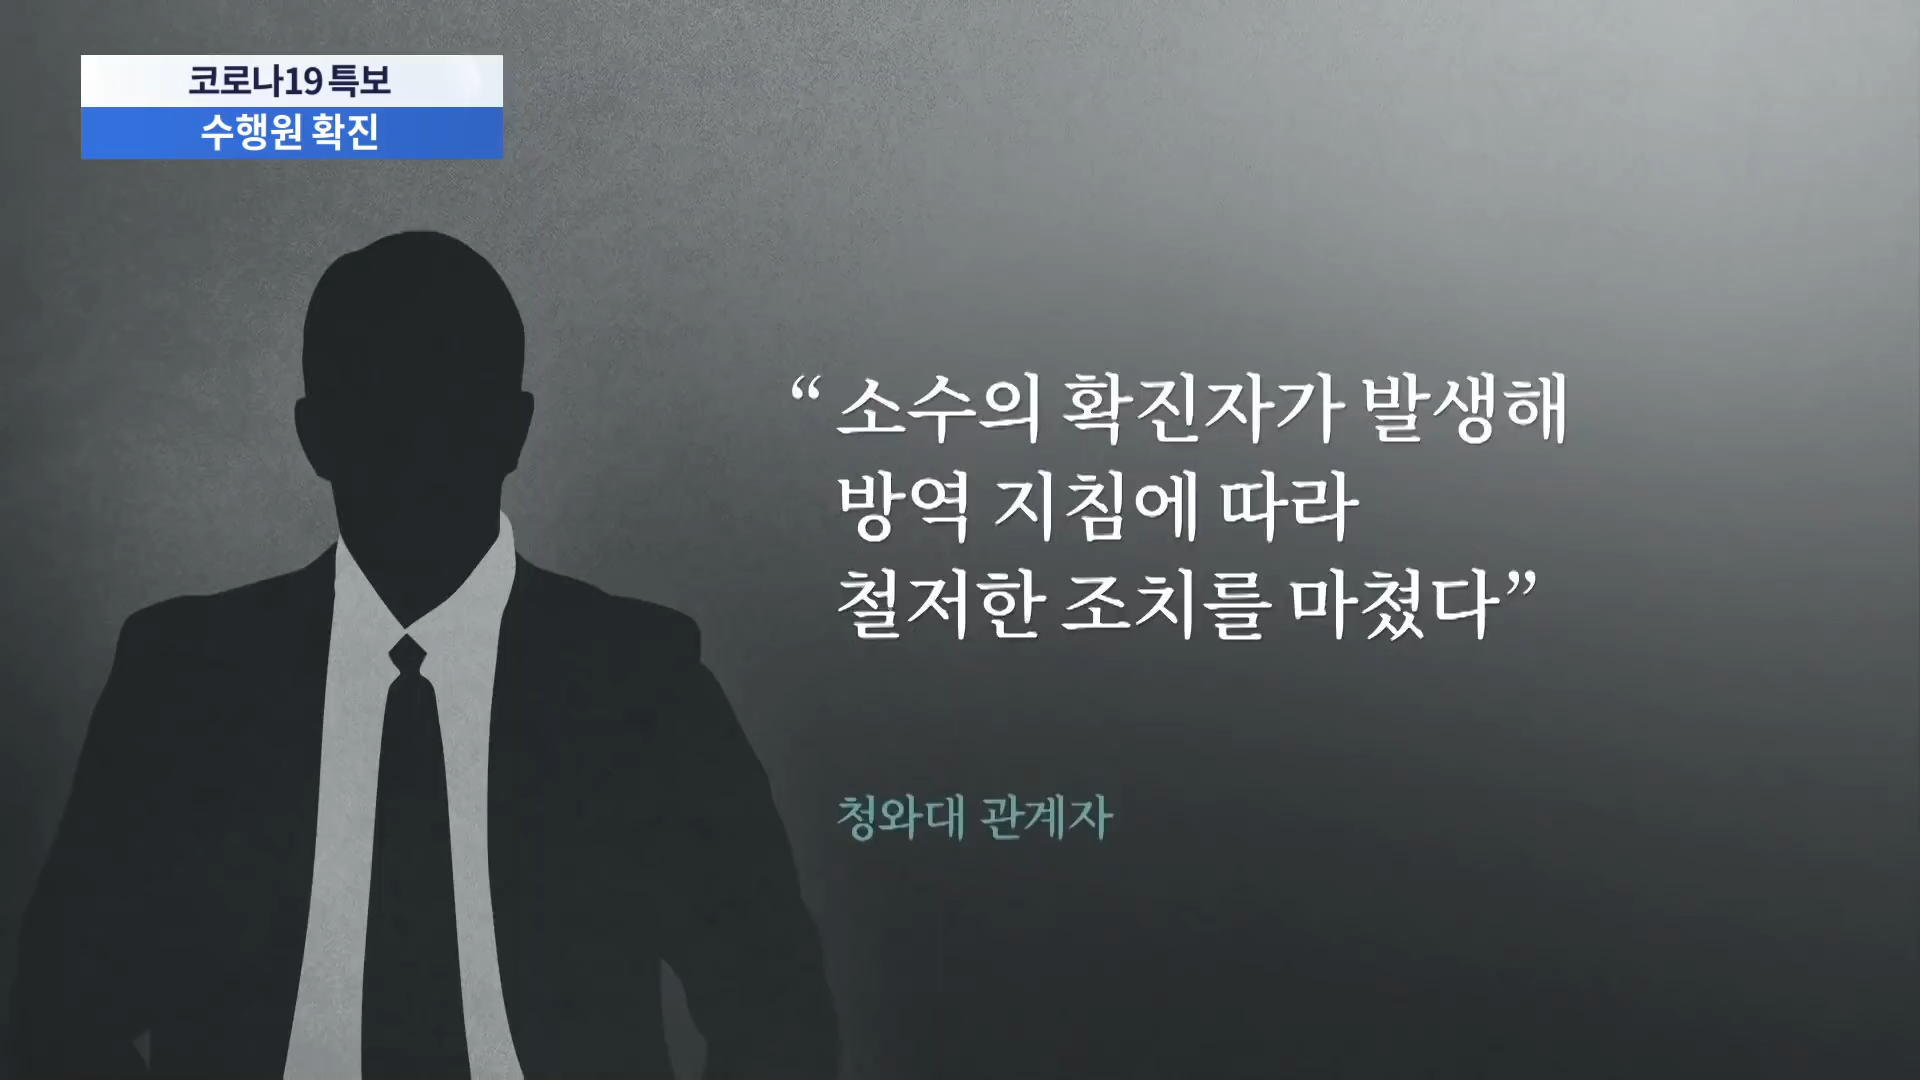 코로나19 특보
수행원 확진
“ 소수의 확진자가 발생해
방역 지침에 따라
철저한 조치를 마쳤다”
청와대 관계자